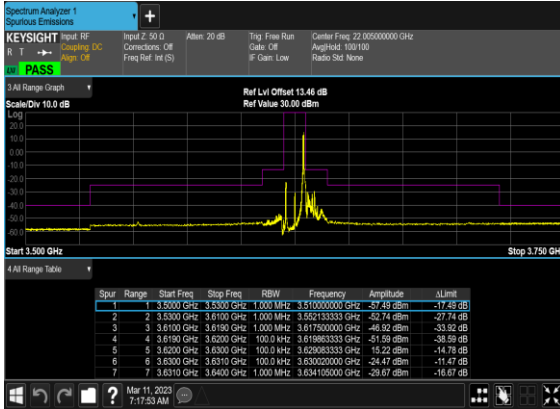 Spectrum Analyzer 1
Spurious Emissions
+
KEYSIGHT Input: RF Input Z: 50 Ω Atten: 20 dB Trig: Free Run Center Freq: 22.005000000 GHz
R T Coupling: DC Corrections: Off Gate: Off Avg|Hold: 100/100
Align: Off Freq Ref: Int (S) IF Gain: Low Radio Std: None
PASS
3 All Range Graph
Ref Lvl Offset 13.46 dB
Scale/Div 10.0 dB Ref Value 30.00 dBm
Log
20.0
10.0
0.00
-10.0
-20.0
-30.0
-40.0
-50.0
-60.0
Start 3.500 GHz Stop 3.750 GH
4 All Range Table
Spur Range Start Freq Stop Freq RBW Frequency Amplitude ΔLimit
1 1 3.5000 GHz 3.5300 GHz 1.000 MHz 3.510000000 GHz -57.49 dBm -17.49 dB
2 2 3.5300 GHz 3.6100 GHz 1.000 MHz 3.552133333 GHz -52.74 dBm -27.74 dB
3 3 3.6100 GHz 3.6190 GHz 1.000 MHz 3.617500000 GHz -46.92 dBm -33.92 dB
4 4 3.6190 GHz 3.6200 GHz 100.0 kHz 3.619863333 GHz -51.59 dBm -38.59 dB
5 5 3.6200 GHz 3.6300 GHz 100.0 kHz 3.629083333 GHz 15.22 dBm -14.78 dB
6 6 3.6300 GHz 3.6310 GHz 100.0 kHz 3.630020000 GHz -24.47 dBm -11.47 dB
7 7 3.6310 GHz 3.6400 GHz 1.000 MHz 3.634105000 GHz -29.67 dBm -16.67 dB
?
Mar 11, 2023
7:17:53 AM